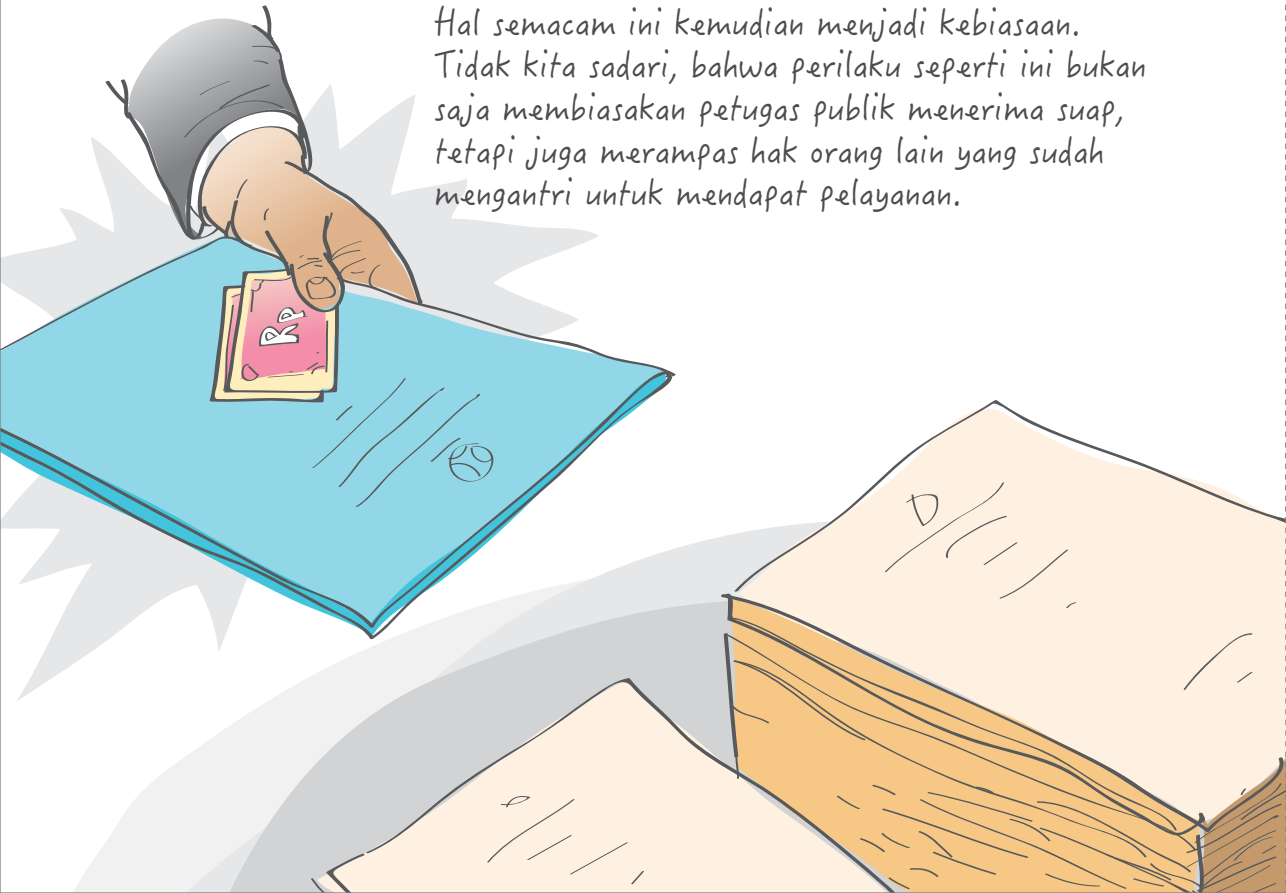 Hal semacam ini kemudian menjadi kebiasaan.
Tidak kita sadari, bahwa perilaku seperti ini bukan
saja membiasakan petugas publik menerima suap,
tetapi juga merampas hak orang lain yang sudah
mengantri untuk mendapat pelayanan.
Rp